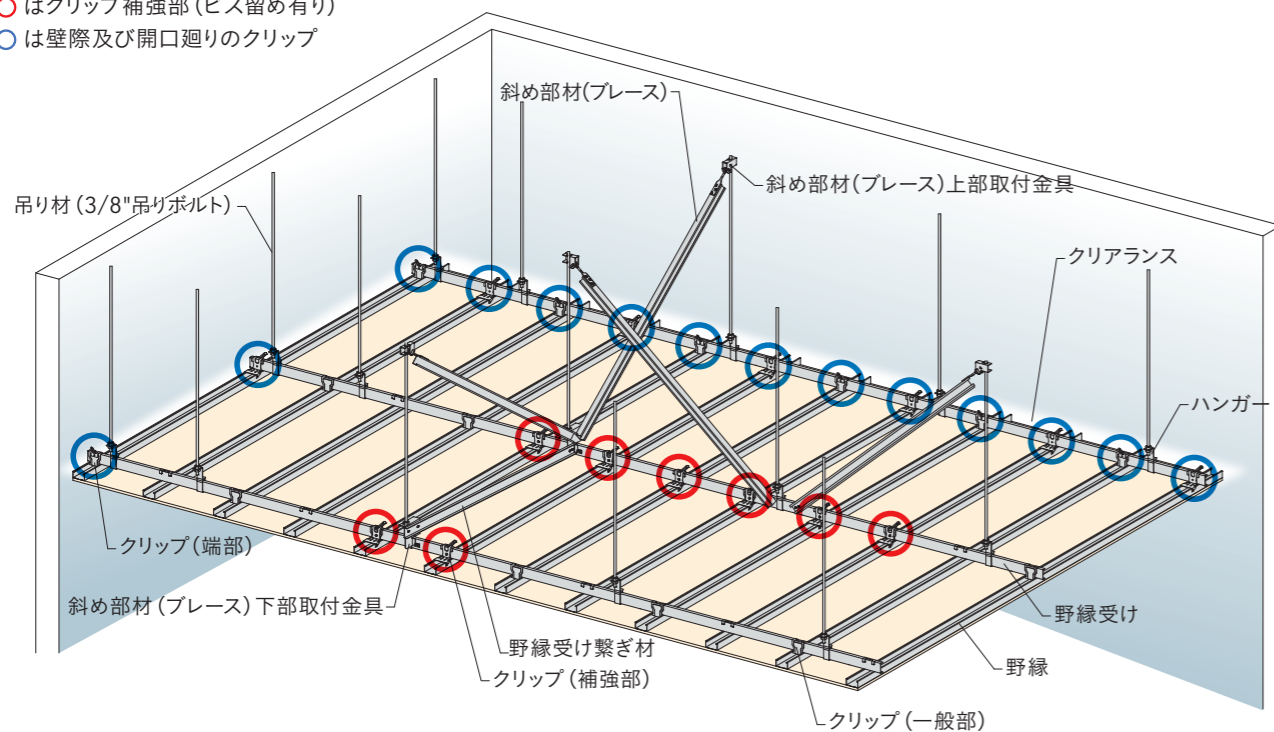 はクリップ補強部(ビス留め有り)
は壁際及び開口廻りのクリップ
斜め部材(ブレース)
斜め部材(ブレース)上部取付金具
吊り材(3/8"吊りボルト)
クリアランス
ハンガー
クリップ(端部)
斜め部材(ブレース)下部取付金具
野縁受け繋ぎ材
クリップ(補強部)
野縁受け
野縁
クリップ(一般部)